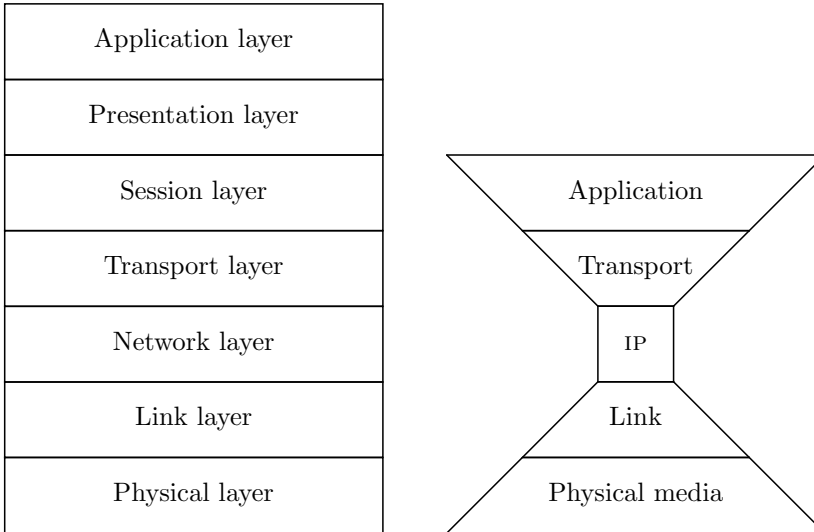 Application layer
Presentation layer
Session layer
Transport layer
Network layer
Link layer
Physical layer
Application
Transport
IP
Link
Physical media